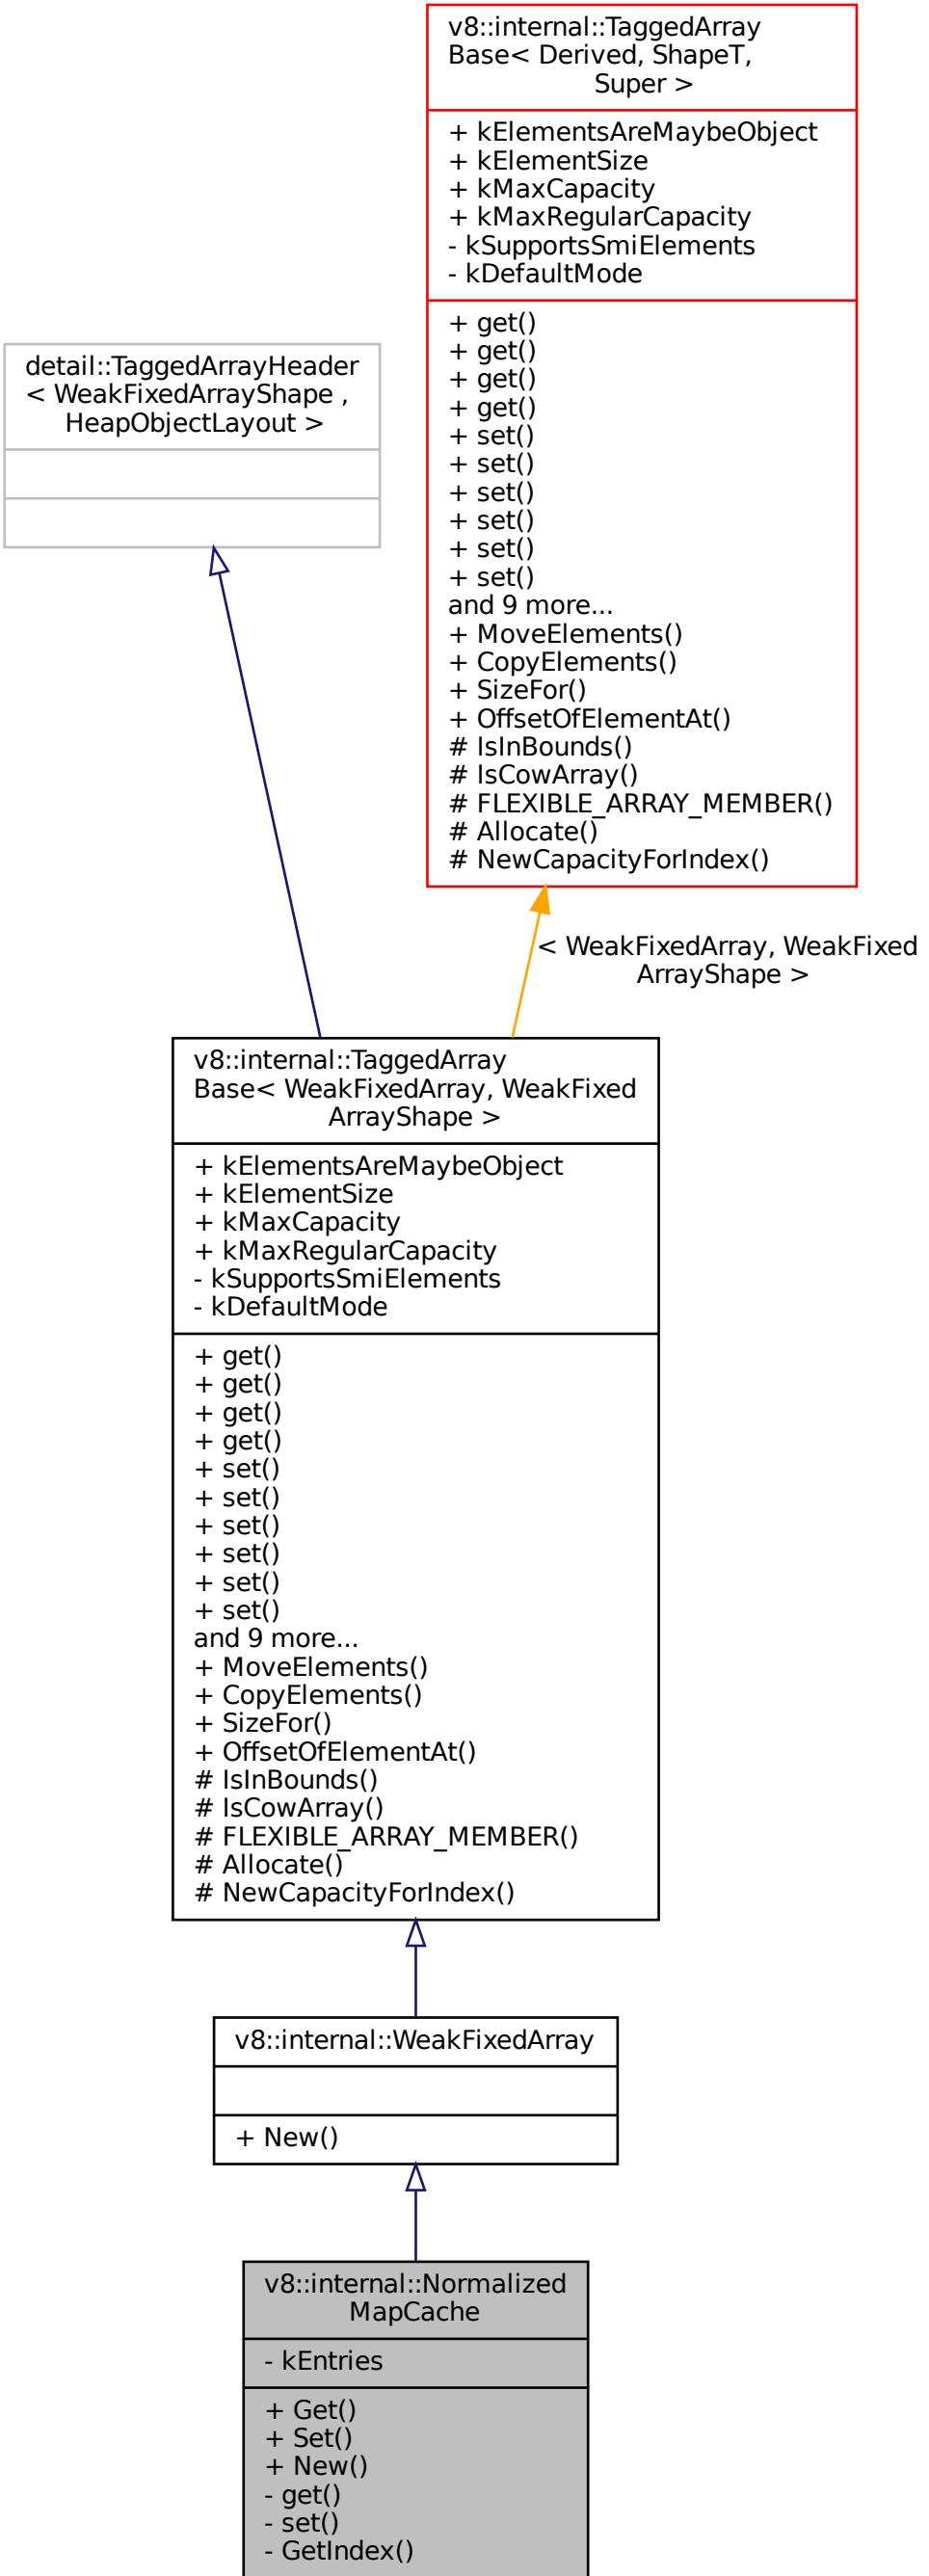 v8::internal::TaggedArray
Base< Derived, ShapeT,
Super >
+ kElementsAreMaybeObject
+ kElementSize
+ kMaxCapacity
+ kMaxRegularCapacity
- kSupportsSmiElements
- kDefaultMode
+ get()
+ get()
+ get()
+ get()
+ set()
+ set()
+ set()
+ set()
+ set()
+ set()
and 9 more...
+ MoveElements()
+ CopyElements()
+ SizeFor()
+ OffsetOfElementAt()
# IsInBounds()
# IsCowArray()
# FLEXIBLE_ARRAY_MEMBER()
# Allocate()
# NewCapacityForIndex()
detail::TaggedArrayHeader
< WeakFixedArrayShape ,
HeapObjectLayout >
< WeakFixedArray, WeakFixed
ArrayShape >
v8::internal::TaggedArray
Base< WeakFixedArray, WeakFixed
ArrayShape >
+ kElementsAreMaybeObject
+ kElementSize
+ kMaxCapacity
+ kMaxRegularCapacity
- kSupportsSmiElements
- kDefaultMode
+ get()
+ get()
+ get()
+ get()
+ set()
+ set()
+ set()
+ set()
+ set()
+ set()
and 9 more...
+ MoveElements()
+ CopyElements()
+ SizeFor()
+ OffsetOfElementAt()
# IsInBounds()
# IsCowArray()
# FLEXIBLE_ARRAY_MEMBER()
# Allocate()
# NewCapacityForIndex()
v8::internal::WeakFixedArray
+ New()
v8::internal::Normalized
MapCache
- kEntries
+ Get()
+ Set()
+ New()
- get()
- set()
- GetIndex()